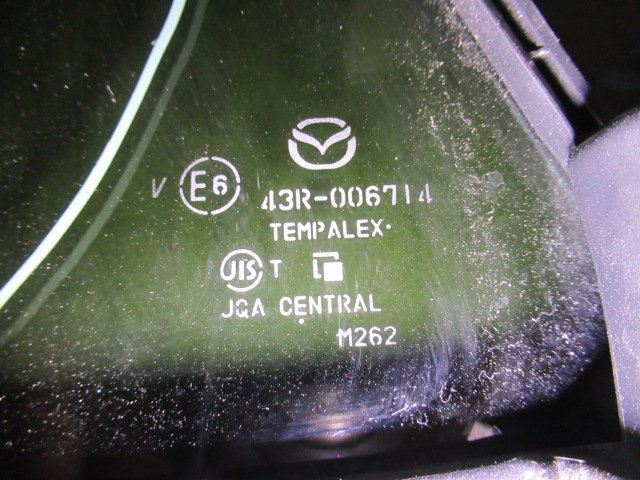 V E6 43R-006714
TEMPALEX·
JIS T
JQA CENTRAL
M262